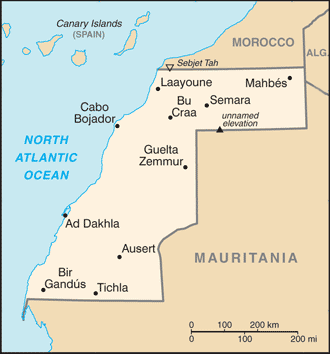 Canary Islands
(SPAIN)
MOROCCO
ALG.
Sebjet Tah
Laayoune
Mahbés
Bu
Craa
Semara
Cabo
Bojador
unnamed
elevation
NORTH
ATLANTIC
OCEAN
Guelta
Zemmur
Ad Dakhla
Ausert
MAURITANIA
Bir
Gandús
Tichla
0 100 200 km
0 100 200 mi